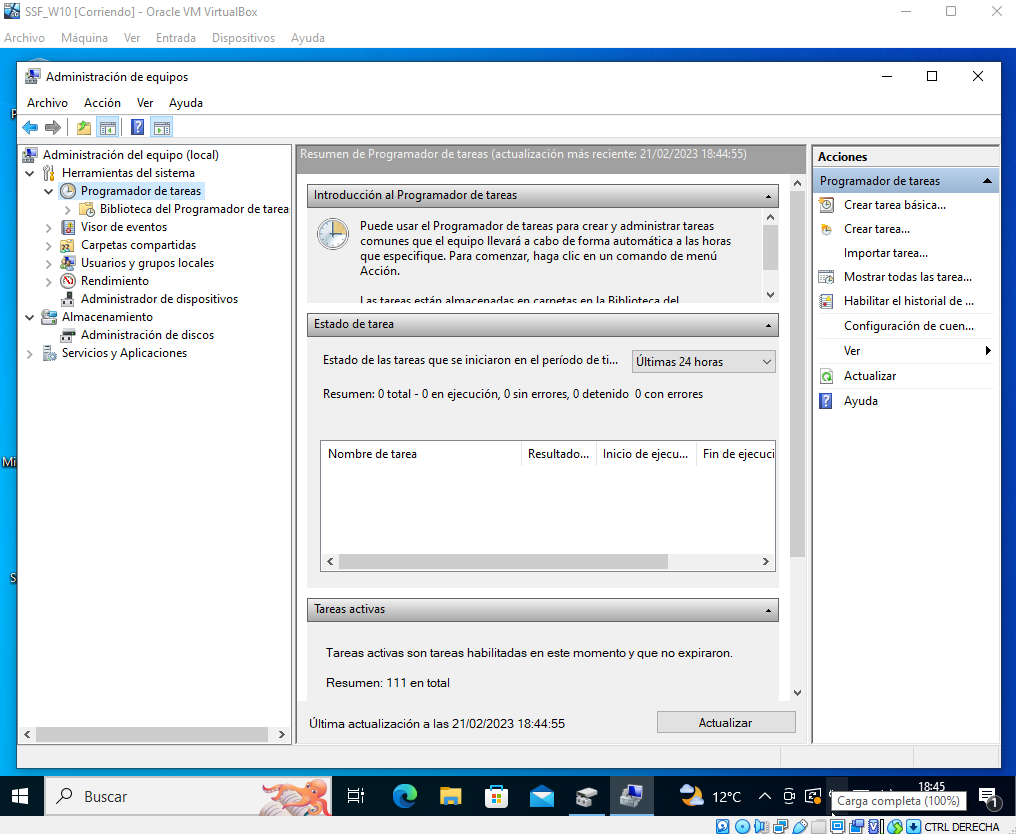 SSF_W10 [Corriendo] - Oracle VM VirtualBox
Archivo Máquina Ver Entrada Dispositivos Ayuda
Administración de equipos
Archivo Acción Ver Ayuda
Administración del equipo (local)
Herramientas del sistema
Programador de tareas
Biblioteca del Programador de tarea
Visor de eventos
Carpetas compartidas
Usuarios y grupos locales
Rendimiento
Administrador de dispositivos
Almacenamiento
Administración de discos
Servicios y Aplicaciones
Resumen de Programador de tareas (actualización más reciente: 21/02/2023 18:44:55)
Introducción al Programador de tareas
Puede usar el Programador de tareas para crear y administrar tareas
comunes que el equipo llevará a cabo de forma automática a las horas
que especifique. Para comenzar, haga clic en un comando de menú
Acción.
Las tareas están almacenadas en carpetas en la Biblioteca del
Estado de tarea
Estado de las tareas que se iniciaron en el período de ti... Últimas 24 horas
Resumen: 0 total - 0 en ejecución, 0 sin errores, 0 detenido 0 con errores
Nombre de tarea Resultado... Inicio de ejecu... Fin de ejecuci
Tareas activas
Tareas activas son tareas habilitadas en este momento y que no expiraron.
Resumen: 111 en total
Última actualización a las 21/02/2023 18:44:55 Actualizar
Acciones
Programador de tareas
Crear tarea básica...
Crear tarea...
Importar tarea...
Mostrar todas las tarea...
Habilitar el historial de ...
Configuración de cuen...
Ver
Actualizar
Ayuda
Mi
S
Buscar
12°C
18:45
1
Carga completa (100%)
CTRL DERECHA